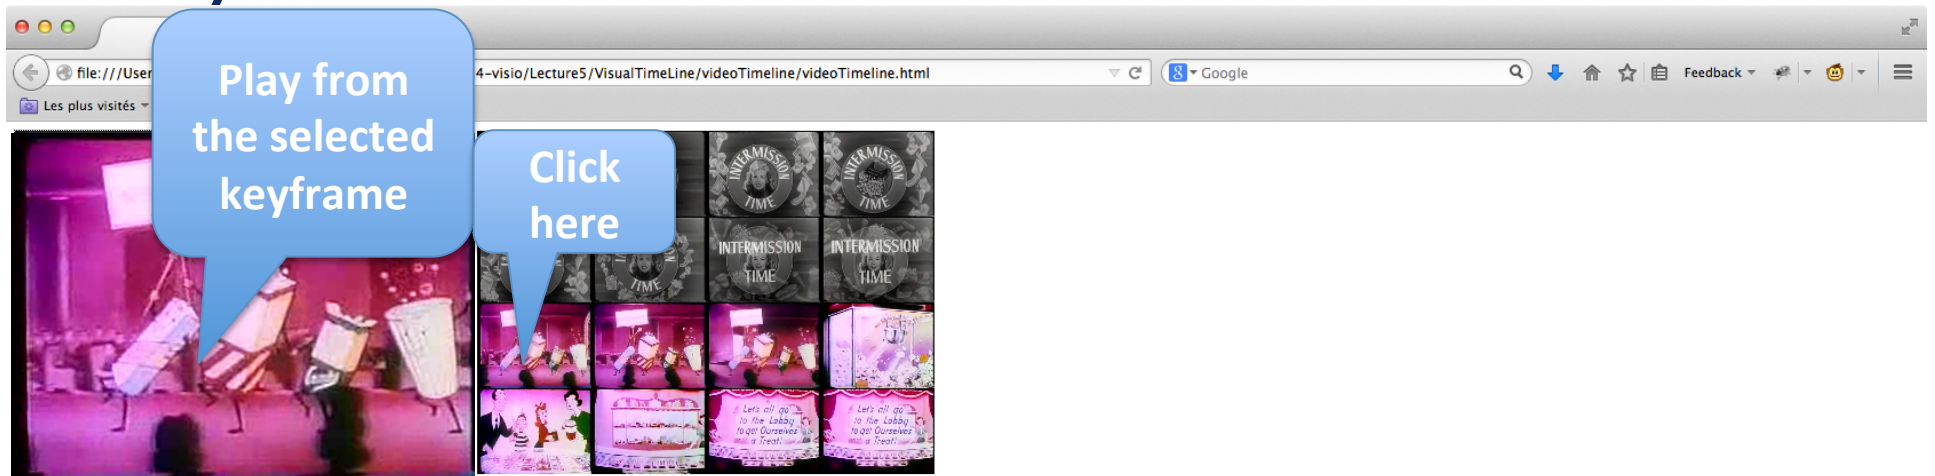 file:///User
4-visio/Lecture5/VisualTimeLine/videoTimeline/videoTimeline.html
8
Google
Feedback
Les plus visités
Play from
the selected
keyframe
Click
here
INTERMISSION
TIME
INTERMISSION
TIME
TIME
INTERMISSION
TIME
INTERMISSION
TIME
Let's all go
to the Lobby
to get Ourselves
a Treat!
Let's all go
to the Lobby
to get Ourselves
a Treat!